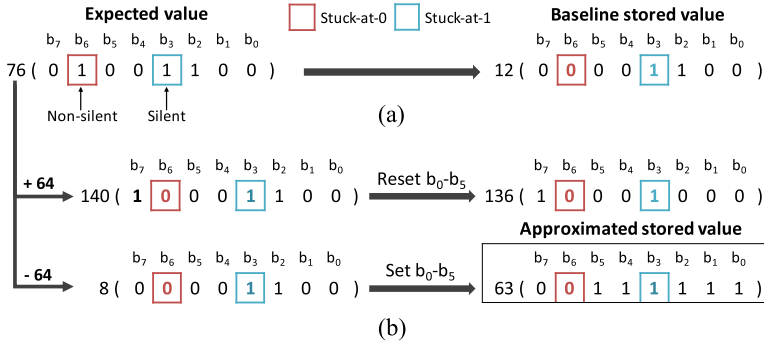 Expected value
Stuck-at-0
Stuck-at-1
Baseline stored value
b7 b6 b5 b4 b3 b2 b1 b0
b7 b6 b5 b4 b3 b2 b1 b0
76 ( 0 1 0 0 1 1 0 0 )
12 ( 0 0 0 0 1 1 0 0 )
Non-silent
Silent
(a)
b7 b6 b5 b4 b3 b2 b1 b0
b7 b6 b5 b4 b3 b2 b1 b0
+ 64
140 ( 1 0 0 0 1 1 0 0 )
Reset b0-b5
136 ( 1 0 0 0 1 0 0 0 )
Approximated stored value
b7 b6 b5 b4 b3 b2 b1 b0
b7 b6 b5 b4 b3 b2 b1 b0
- 64
8 ( 0 0 0 0 1 1 0 0 )
Set b0-b5
63 ( 0 0 1 1 1 1 1 1 )
(b)